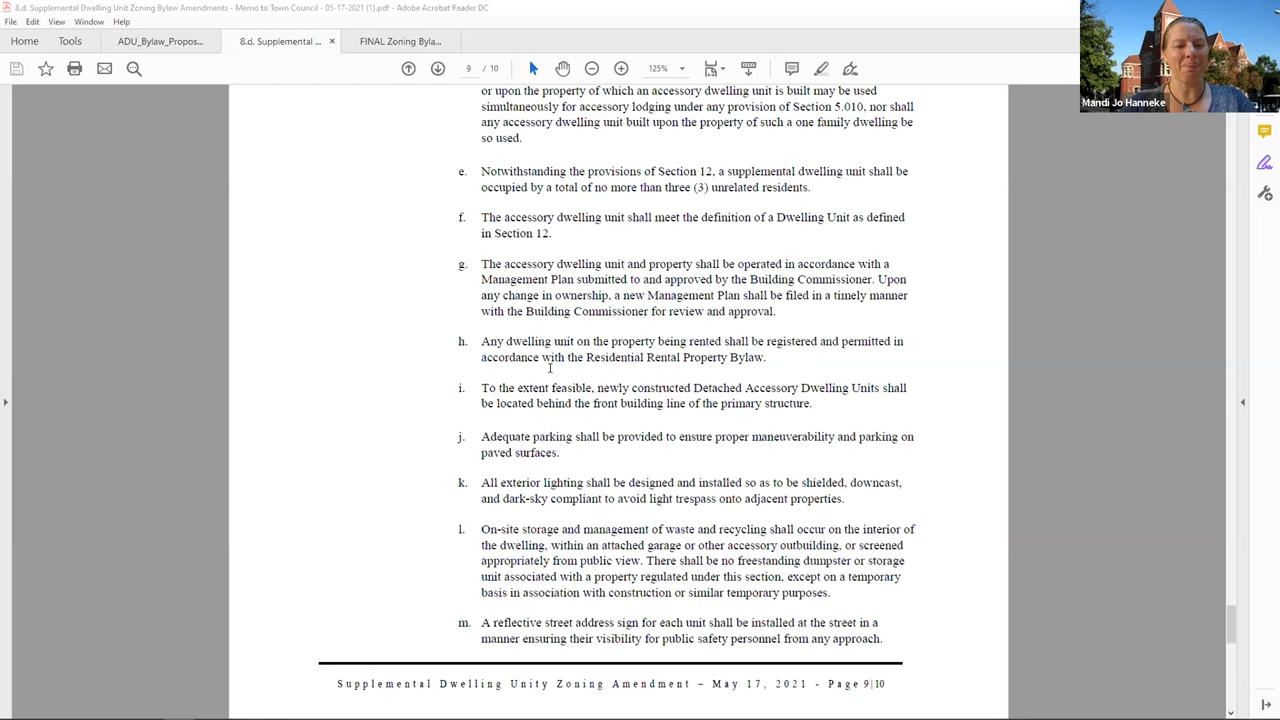 8.d. Supplemental Dwelling Unit Zoning Bylaw Amendments - Memo to Town Council - 05-17-2021 (1).pdf - Adobe Acrobat Reader DC
File Edit View Window Help
Home Tools ADU_Bylaw_Propos... 8.d. Supplemental ... × FINAL Zoning Byla...
9 / 10 125%
Mandi Jo Hanneke
or upon the property of which an accessory dwelling unit is built may be used
simultaneously for accessory lodging under any provision of Section 5.010, nor shall
any accessory dwelling unit built upon the property of such a one family dwelling be
so used.
e. Notwithstanding the provisions of Section 12, a supplemental dwelling unit shall be
occupied by a total of no more than three (3) unrelated residents.
f. The accessory dwelling unit shall meet the definition of a Dwelling Unit as defined
in Section 12.
g. The accessory dwelling unit and property shall be operated in accordance with a
Management Plan submitted to and approved by the Building Commissioner. Upon
any change in ownership, a new Management Plan shall be filed in a timely manner
with the Building Commissioner for review and approval.
h. Any dwelling unit on the property being rented shall be registered and permitted in
accordance with the Residential Rental Property Bylaw.
i. To the extent feasible, newly constructed Detached Accessory Dwelling Units shall
be located behind the front building line of the primary structure.
j. Adequate parking shall be provided to ensure proper maneuverability and parking on
paved surfaces.
k. All exterior lighting shall be designed and installed so as to be shielded, downcast,
and dark-sky compliant to avoid light trespass onto adjacent properties.
l. On-site storage and management of waste and recycling shall occur on the interior of
the dwelling, within an attached garage or other accessory outbuilding, or screened
appropriately from public view. There shall be no freestanding dumpster or storage
unit associated with a property regulated under this section, except on a temporary
basis in association with construction or similar temporary purposes.
m. A reflective street address sign for each unit shall be installed at the street in a
manner ensuring their visibility for public safety personnel from any approach.
Supplemental Dwelling Unity Zoning Amendment – May 17, 2021 - Page 9|10